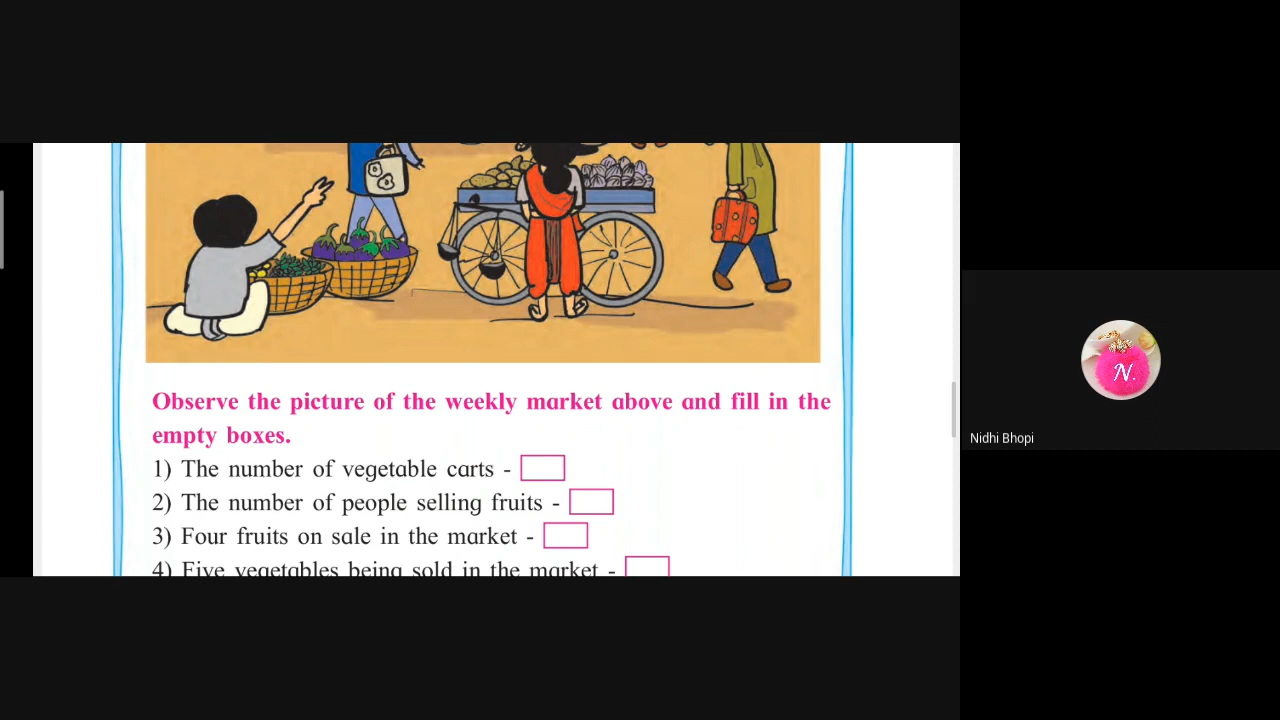 Observe the picture of the weekly market above and fill in the
empty boxes.
1) The number of vegetable carts -
2) The number of people selling fruits -
3) Four fruits on sale in the market -
4) Five vegetables being sold in the market -
N.
Nidhi Bhopi